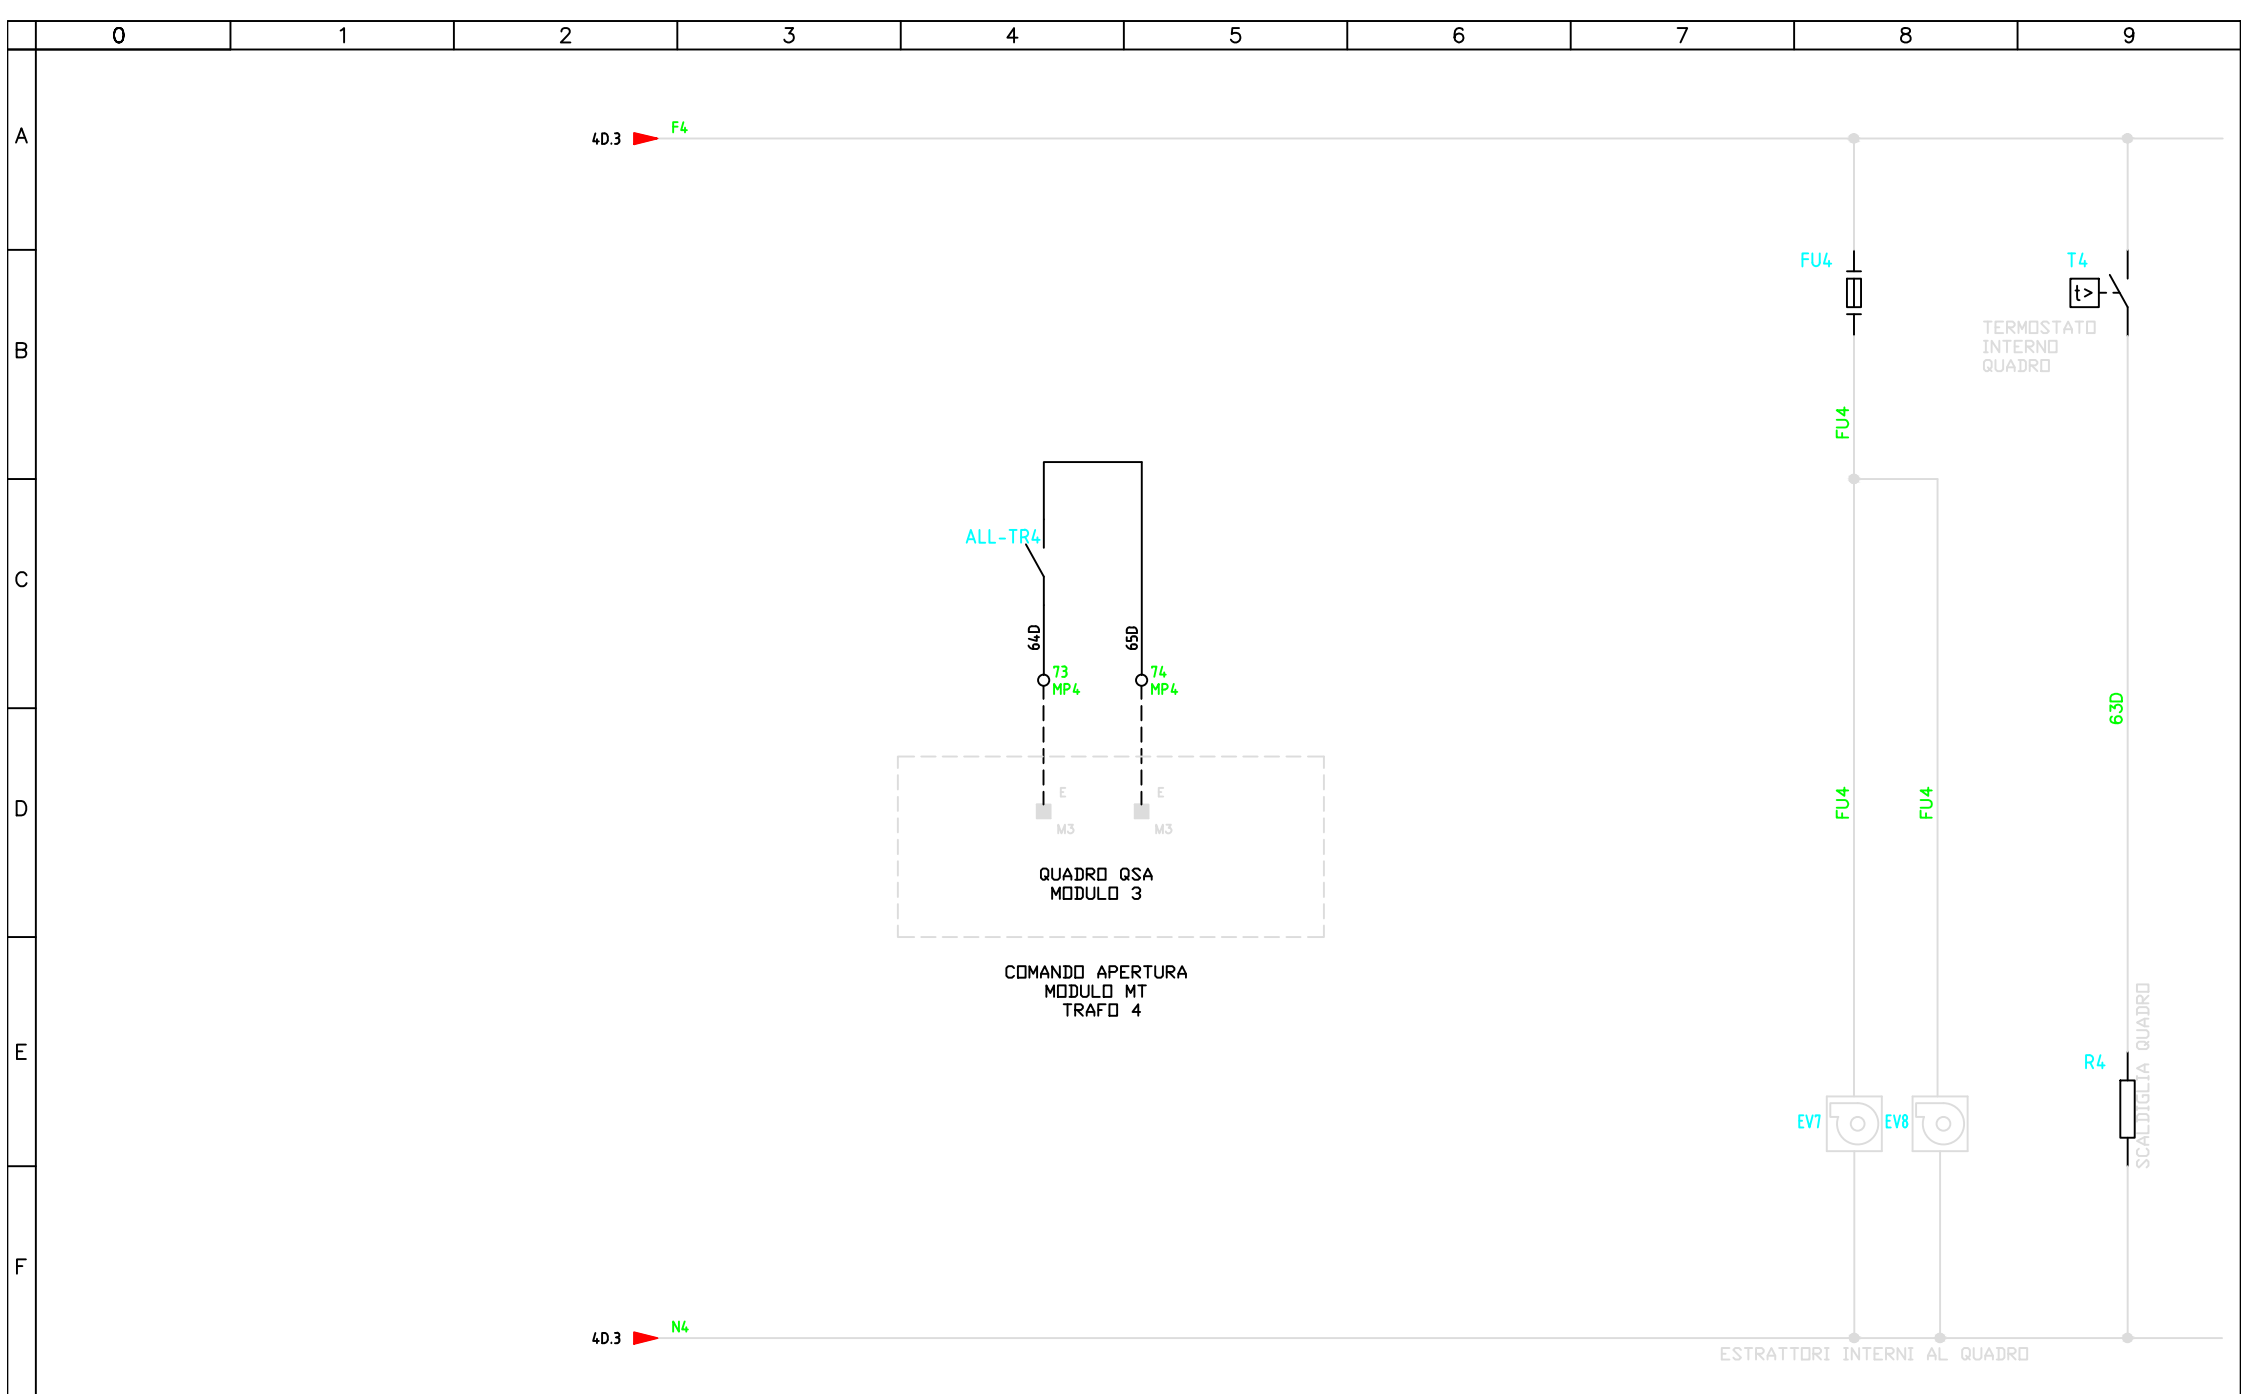 0 1 2 3 4 5 6 7 8 9
A
4D.3 F4
FU4
T4
t>
B
TERMOSTATO
INTERNO
QUADRO
FU4
ALL-TR4
C
64D
65D
73
MP4
74
MP4
63D
D
E
M3
E
M3
FU4
FU4
QUADRO QSA
MODULO 3
COMANDO APERTURA
MODULO MT
TRAFO 4
E
SCALDIGLIA QUADRO
R4
EV7
EV8
F
4D.3 N4
ESTRATTORI INTERNI AL QUADRO